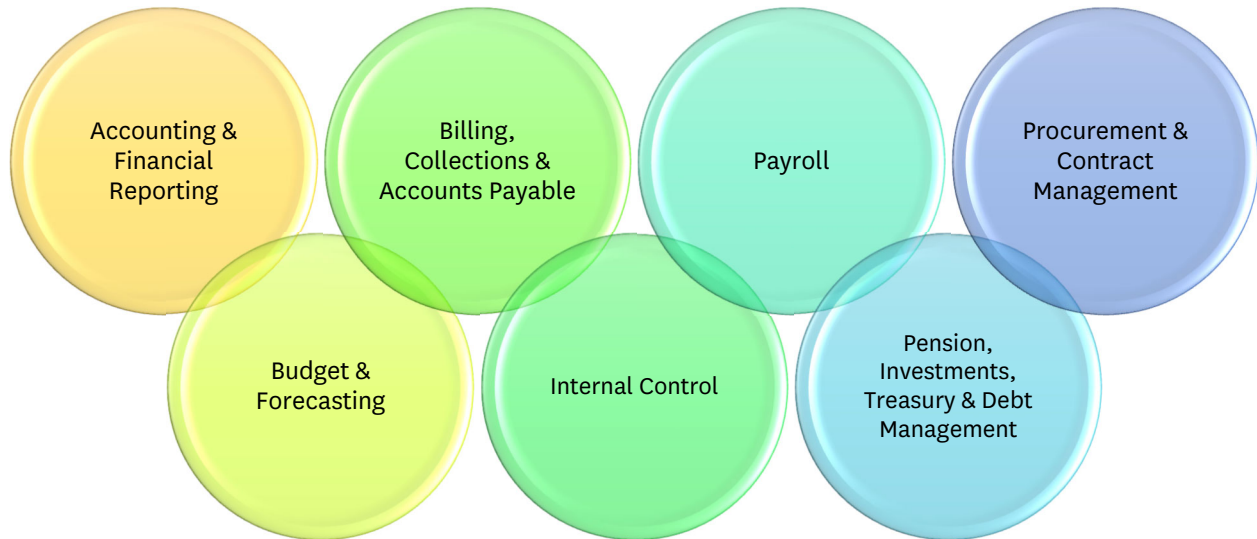 Accounting &
Financial
Reporting
Billing,
Collections &
Accounts Payable
Payroll
Procurement &
Contract
Management
Budget &
Forecasting
Internal Control
Pension,
Investments,
Treasury & Debt
Management